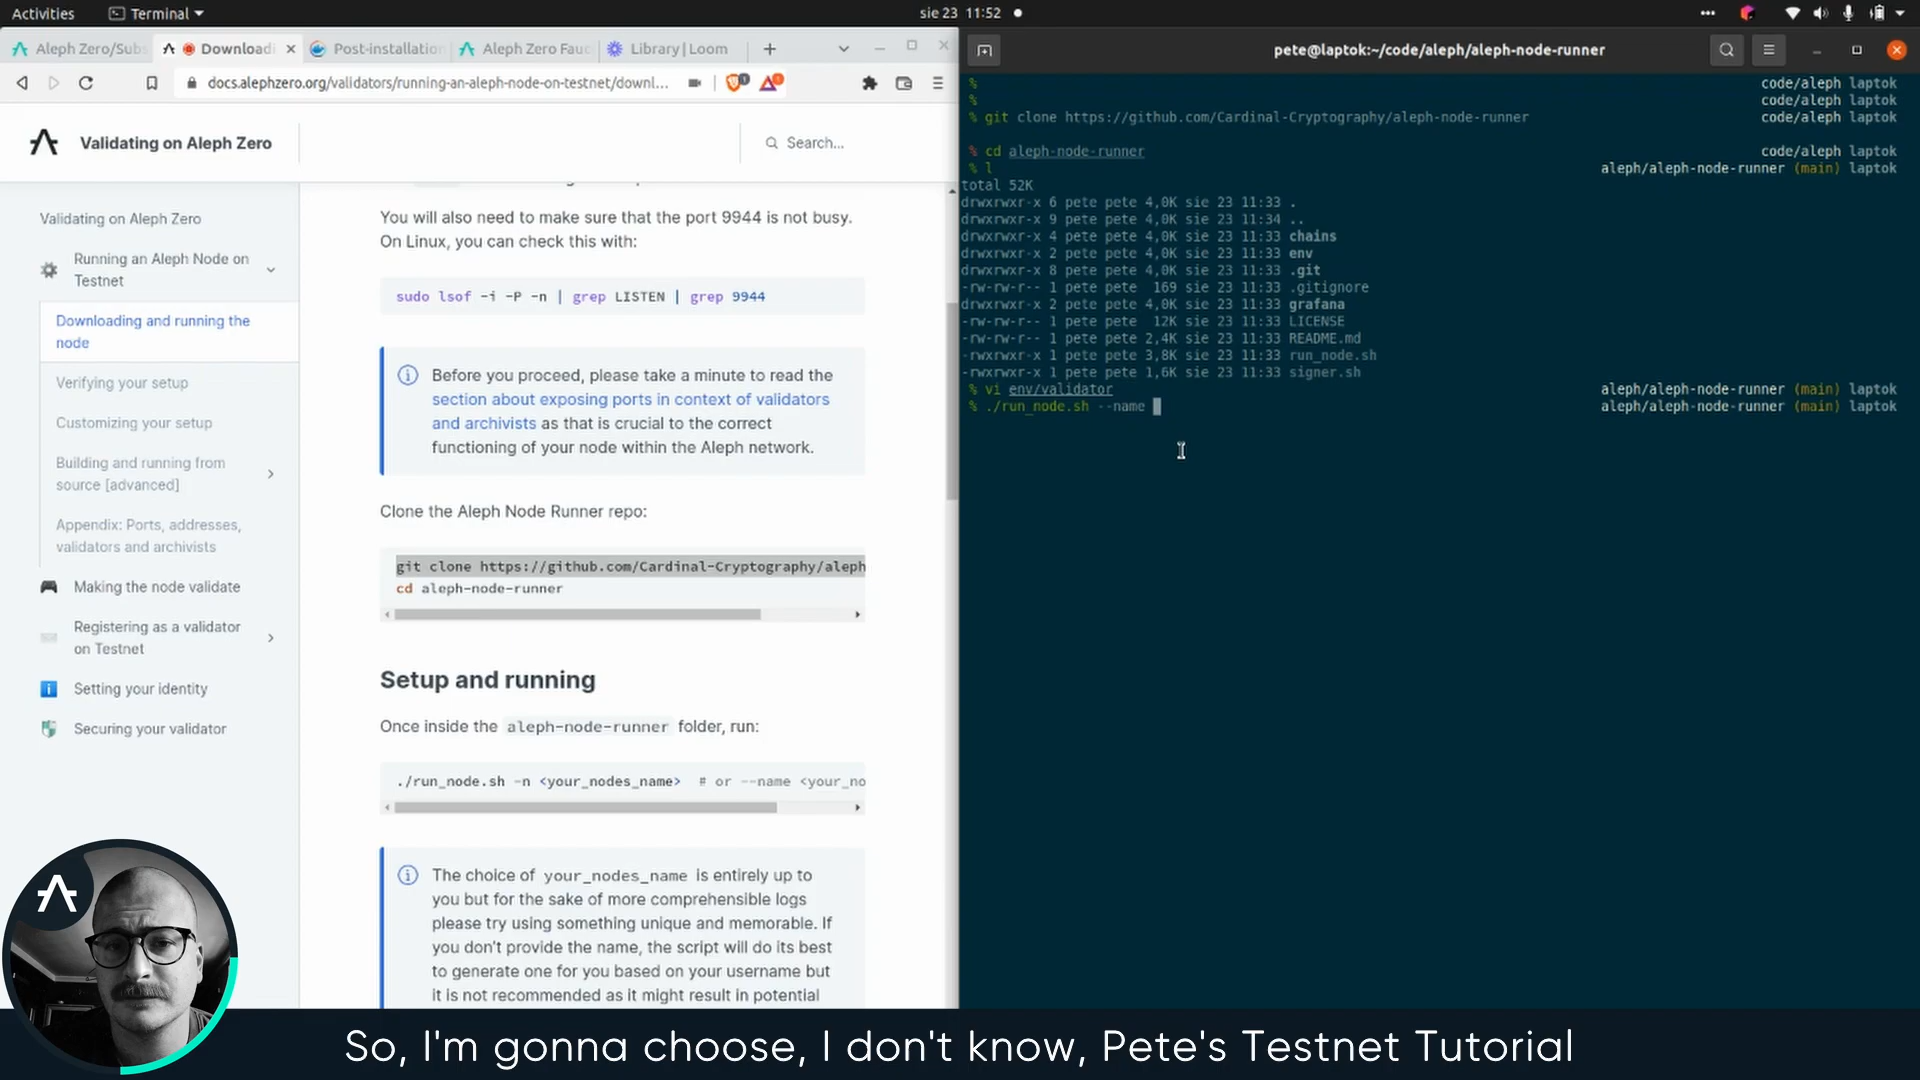 Activities
Terminal
sie 23 11:52
Aleph Zero/Subs
Downloadi
Post-installation
Aleph Zero Fauc
Library | Loom
docs.alephzero.org/validators/running-an-aleph-node-on-testnet/downl...
Validating on Aleph Zero
Search...
Validating on Aleph Zero
Running an Aleph Node on
Testnet
Downloading and running the
node
Verifying your setup
Customizing your setup
Building and running from
source [advanced]
Appendix: Ports, addresses,
validators and archivists
Making the node validate
Registering as a validator
on Testnet
Setting your identity
Securing your validator
You will also need to make sure that the port 9944 is not busy.
On Linux, you can check this with:
sudo lsof -i -P -n | grep LISTEN | grep 9944
Before you proceed, please take a minute to read the
section about exposing ports in context of validators
and archivists as that is crucial to the correct
functioning of your node within the Aleph network.
Clone the Aleph Node Runner repo:
git clone https://github.com/Cardinal-Cryptography/aleph
cd aleph-node-runner
Setup and running
Once inside the aleph-node-runner folder, run:
./run_node.sh -n <your_nodes_name> # or --name <your_no
The choice of your_nodes_name is entirely up to
you but for the sake of more comprehensible logs
please try using something unique and memorable. If
you don't provide the name, the script will do its best
to generate one for you based on your username but
it is not recommended as it might result in potential
pete@laptok:~/code/aleph/aleph-node-runner
% code/aleph laptok
% code/aleph laptok
% git clone https://github.com/Cardinal-Cryptography/aleph-node-runner code/aleph laptok
% cd aleph-node-runner code/aleph laptok
% l aleph/aleph-node-runner (main) laptok
total 52K
drwxrwxr-x 6 pete pete 4,0K sie 23 11:33 .
drwxrwxr-x 9 pete pete 4,0K sie 23 11:34 ..
drwxrwxr-x 4 pete pete 4,0K sie 23 11:33 chains
drwxrwxr-x 2 pete pete 4,0K sie 23 11:33 env
drwxrwxr-x 8 pete pete 4,0K sie 23 11:33 .git
-rw-rw-r-- 1 pete pete 169 sie 23 11:33 .gitignore
drwxrwxr-x 2 pete pete 4,0K sie 23 11:33 grafana
-rw-rw-r-- 1 pete pete 12K sie 23 11:33 LICENSE
-rw-rw-r-- 1 pete pete 2,4K sie 23 11:33 README.md
-rwxrwxr-x 1 pete pete 3,8K sie 23 11:33 run_node.sh
-rwxrwxr-x 1 pete pete 1,6K sie 23 11:33 signer.sh
% vi env/validator aleph/aleph-node-runner (main) laptok
% ./run_node.sh --name aleph/aleph-node-runner (main) laptok
So, I'm gonna choose, I don't know, Pete's Testnet Tutorial